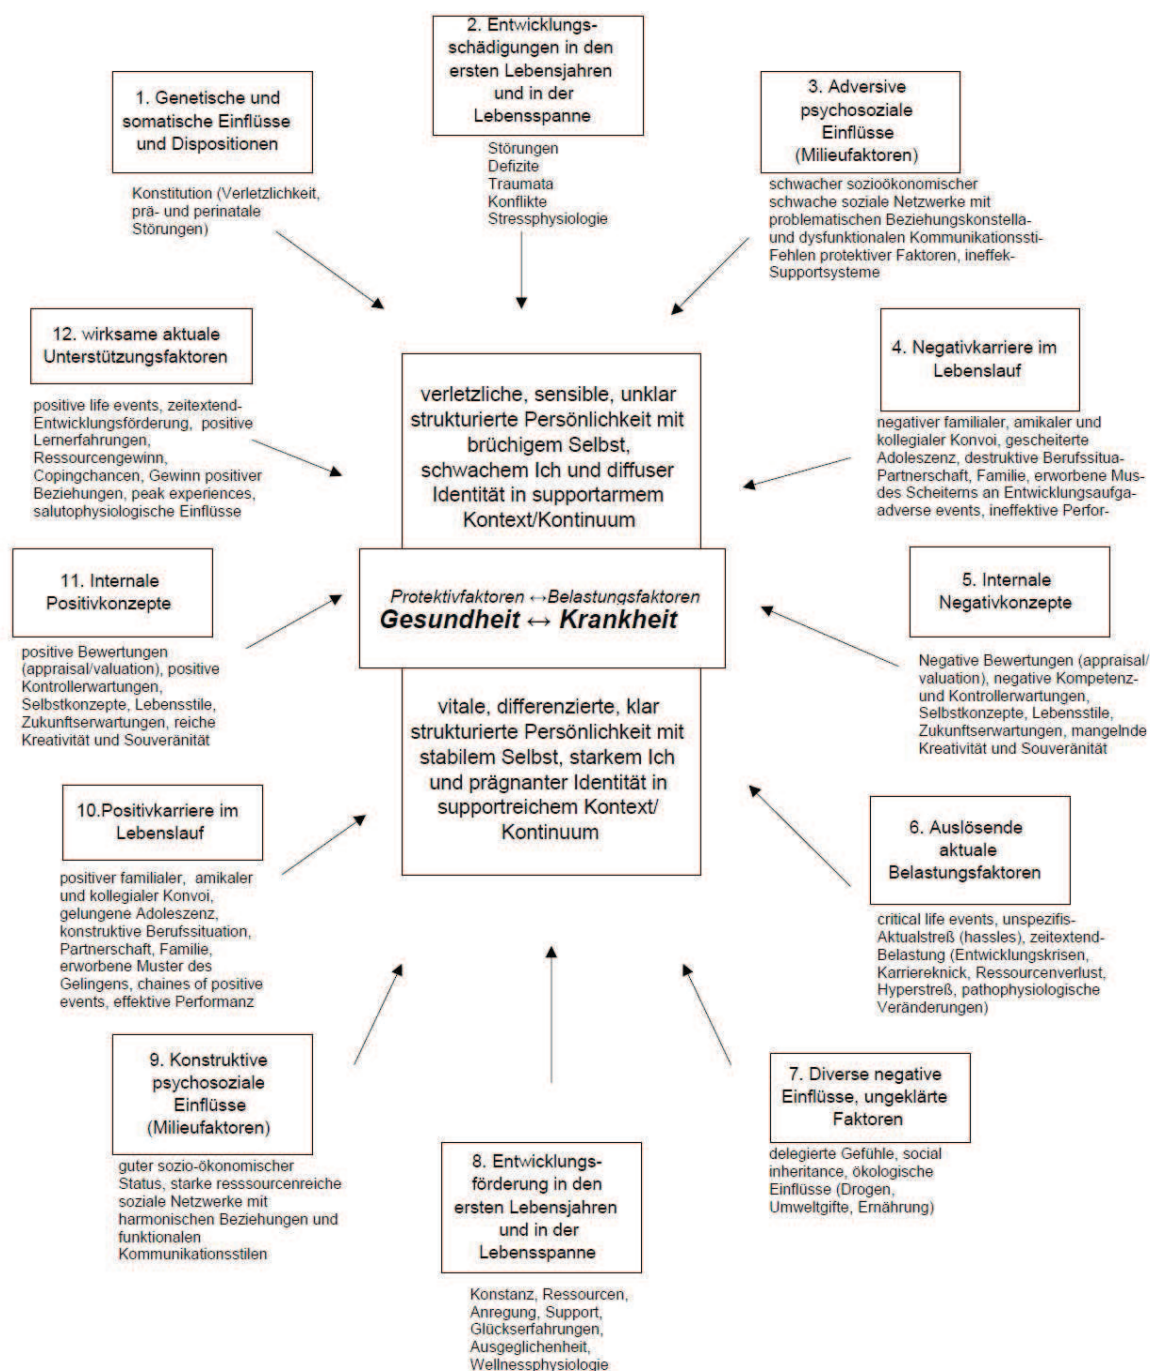 1. Genetische und
somatische Einflüsse
und Dispositionen
Konstitution (Verletzlichkeit,
prä- und perinatale
Störungen)
2. Entwicklungs-
schädigungen in den
ersten Lebensjahren
und in der
Lebensspanne
Störungen
Defizite
Traumata
Konflikte
Stressphysiologie
3. Adversive
psychosoziale
Einflüsse
(Milieufaktoren)
schwacher sozioökonomischer
schwache soziale Netzwerke mit
problematischen Beziehungskonstella-
und dysfunktionalen Kommunikationssti-
Fehlen protektiver Faktoren, ineffek-
Supportsysteme
4. Negativkarriere im
Lebenslauf
negativer familialer, amikaler und
kollegialer Konvoi, gescheiterte
Adoleszenz, destruktive Berufssitua-
Partnerschaft, Familie, erworbene Mus-
des Scheiterns an Entwicklungsaufga-
adverse events, ineffektive Perfor-
5. Internale
Negativkonzepte
Negative Bewertungen (appraisal/
valuation), negative Kompetenz-
und Kontrollerwartungen,
Selbstkonzepte, Lebensstile,
Zukunftserwartungen, mangelnde
Kreativität und Souveränität
6. Auslösende
aktuale
Belastungsfaktoren
critical life events, unspezifis-
Aktualstreß (hassles), zeitextend-
Belastung (Entwicklungskrisen,
Karriereknick, Ressourcenverlust,
Hyperstreß, pathophysiologische
Veränderungen)
7. Diverse negative
Einflüsse, ungeklärte
Faktoren
delegierte Gefühle, social
inheritance, ökologische
Einflüsse (Drogen,
Umweltgifte, Ernährung)
8. Entwicklungs-
förderung in den
ersten Lebensjahren
und in der
Lebensspanne
Konstanz, Ressourcen,
Anregung, Support,
Glückserfahrungen,
Ausgeglichenheit,
Wellnessphysiologie
9. Konstruktive
psychosoziale
Einflüsse
(Milieufaktoren)
guter sozio-ökonomischer
Status, starke resssourcenreiche
soziale Netzwerke mit
harmonischen Beziehungen und
funktionalen
Kommunikationsstilen
10.Positivkarriere im
Lebenslauf
positiver familialer, amikaler
und kollegialer Konvoi,
gelungene Adoleszenz,
konstruktive Berufssituation,
Partnerschaft, Familie,
erworbene Muster des
Gelingens, chaines of positive
events, effektive Performanz
11. Internale
Positivkonzepte
positive Bewertungen
(appraisal/valuation), positive
Kontrollerwartungen,
Selbstkonzepte, Lebensstile,
Zukunftserwartungen, reiche
Kreativität und Souveränität
12. wirksame aktuale
Unterstützungsfaktoren
positive life events, zeitextend-
Entwicklungsförderung, positive
Lernerfahrungen,
Ressourcengewinn,
Copingchancen, Gewinn positiver
Beziehungen, peak experiences,
salutophysiologische Einflüsse
verletzliche, sensible, unklar
strukturierte Persönlichkeit mit
brüchigem Selbst,
schwachem Ich und diffuser
Identität in supportarmem
Kontext/Kontinuum
Protektivfaktoren ↔Belastungsfaktoren
Gesundheit ↔ Krankheit
vitale, differenzierte, klar
strukturierte Persönlichkeit mit
stabilem Selbst, starkem Ich
und prägnanter Identität in
supportreichem Kontext/
Kontinuum